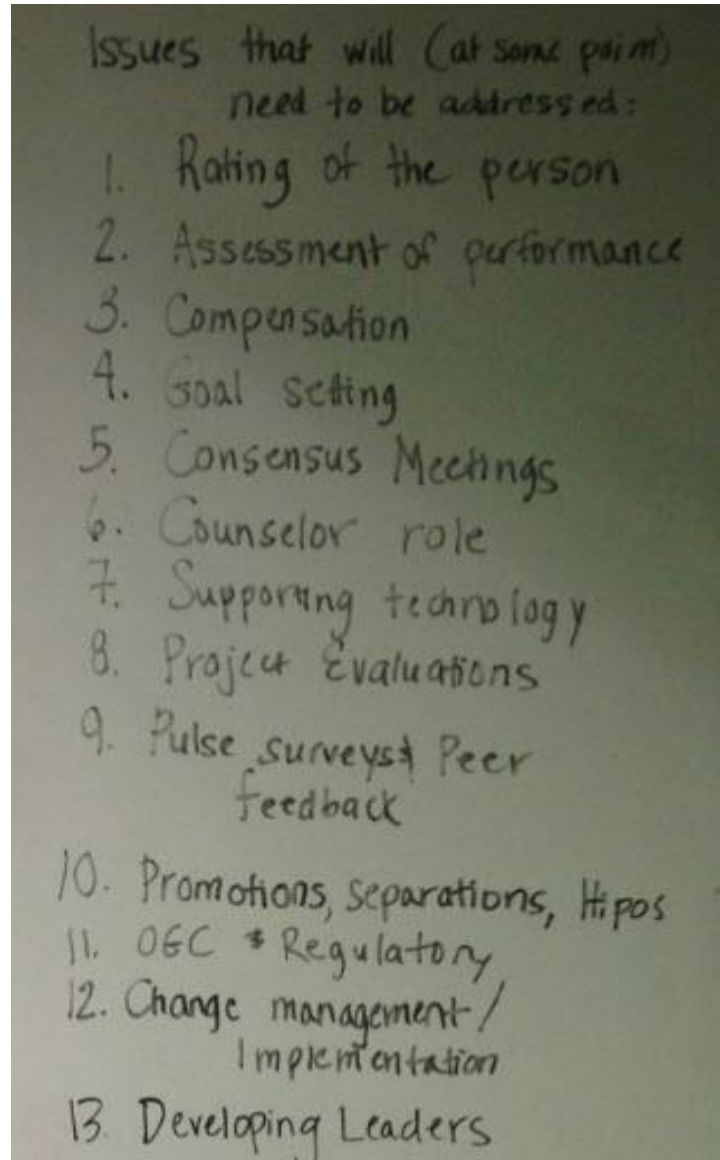 Issues that will (at some point)
need to be addressed:
1. Rating of the person
2. Assessment of performance
3. Compensation
4. Goal setting
5. Consensus Meetings
6. Counselor role
7. Supporting technology
8. Project Evaluations
9. Pulse surveys & Peer
feedback
10. Promotions, separations, Hipos
11. OGC & Regulatory
12. Change management/
Implementation
13. Developing Leaders